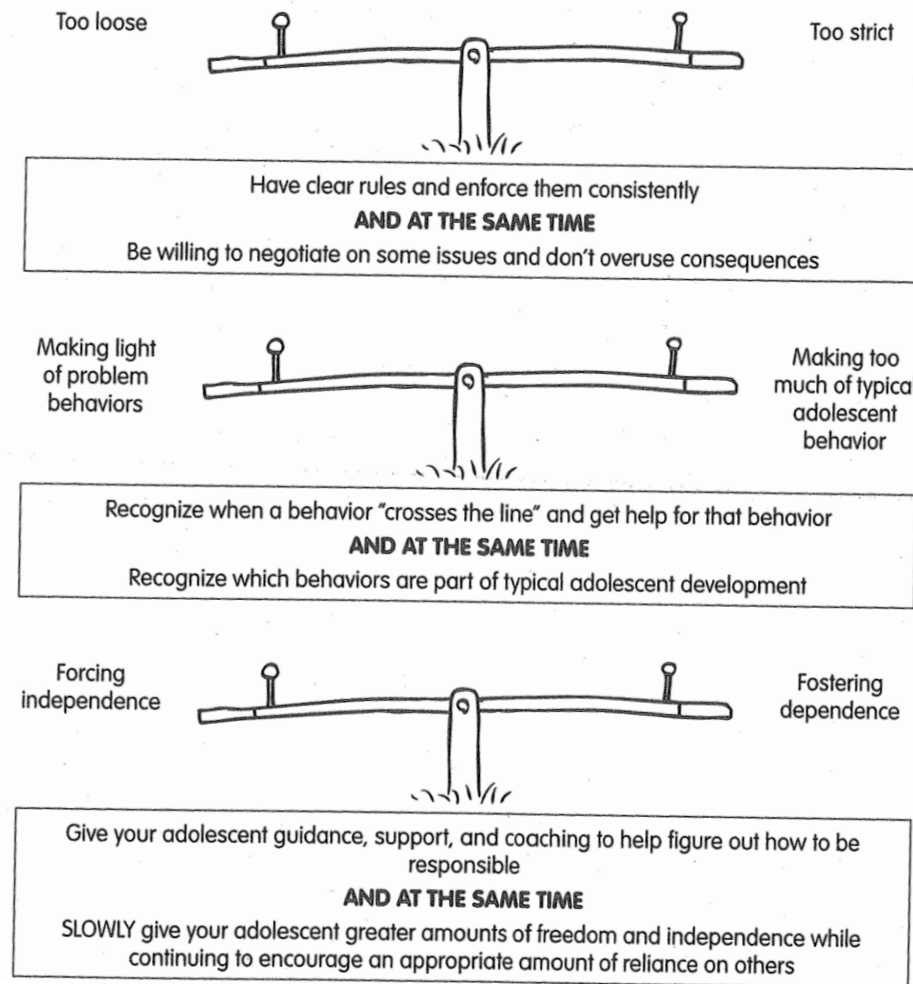 Too loose
Too strict
Have clear rules and enforce them consistently
AND AT THE SAME TIME
Be willing to negotiate on some issues and don't overuse consequences
Making light
of problem
behaviors
Making too
much of typical
adolescent
behavior
Recognize when a behavior "crosses the line" and get help for that behavior
AND AT THE SAME TIME
Recognize which behaviors are part of typical adolescent development
Forcing
independence
Fostering
dependence
Give your adolescent guidance, support, and coaching to help figure out how to be
responsible
AND AT THE SAME TIME
SLOWLY give your adolescent greater amounts of freedom and independence while
continuing to encourage an appropriate amount of reliance on others